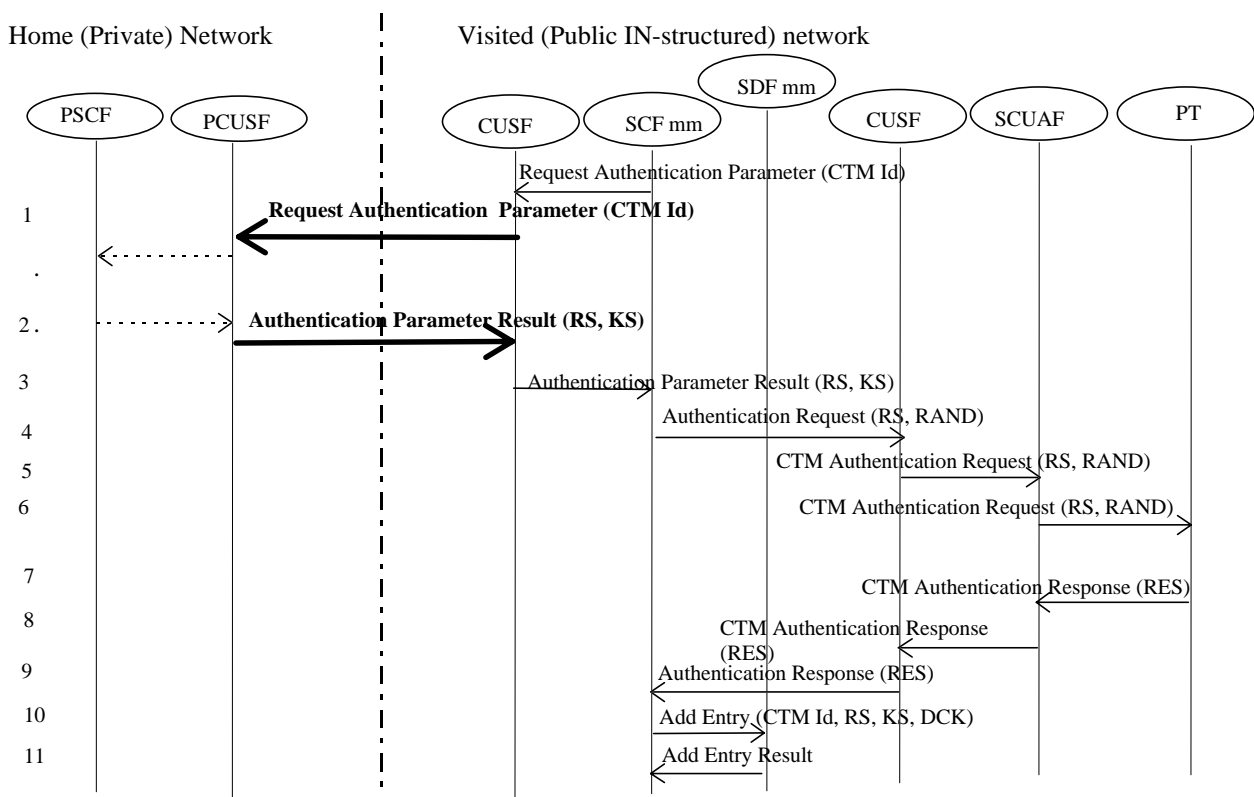 Home (Private) Network
Visited (Public IN-structured) network
SDF mm
PSCF
PCUSF
CUSF
SCF mm
CUSF
SCUAF
PT
Request Authentication Parameter (CTM Id)
1
Request Authentication Parameter (CTM Id)
.
2 .
Authentication Parameter Result (RS, KS)
3
Authentication Parameter Result (RS, KS)
4
Authentication Request (RS, RAND)
5
CTM Authentication Request (RS, RAND)
6
CTM Authentication Request (RS, RAND)
7
CTM Authentication Response (RES)
8
CTM Authentication Response
(RES)
9
Authentication Response (RES)
10
Add Entry (CTM Id, RS, KS, DCK)
11
Add Entry Result